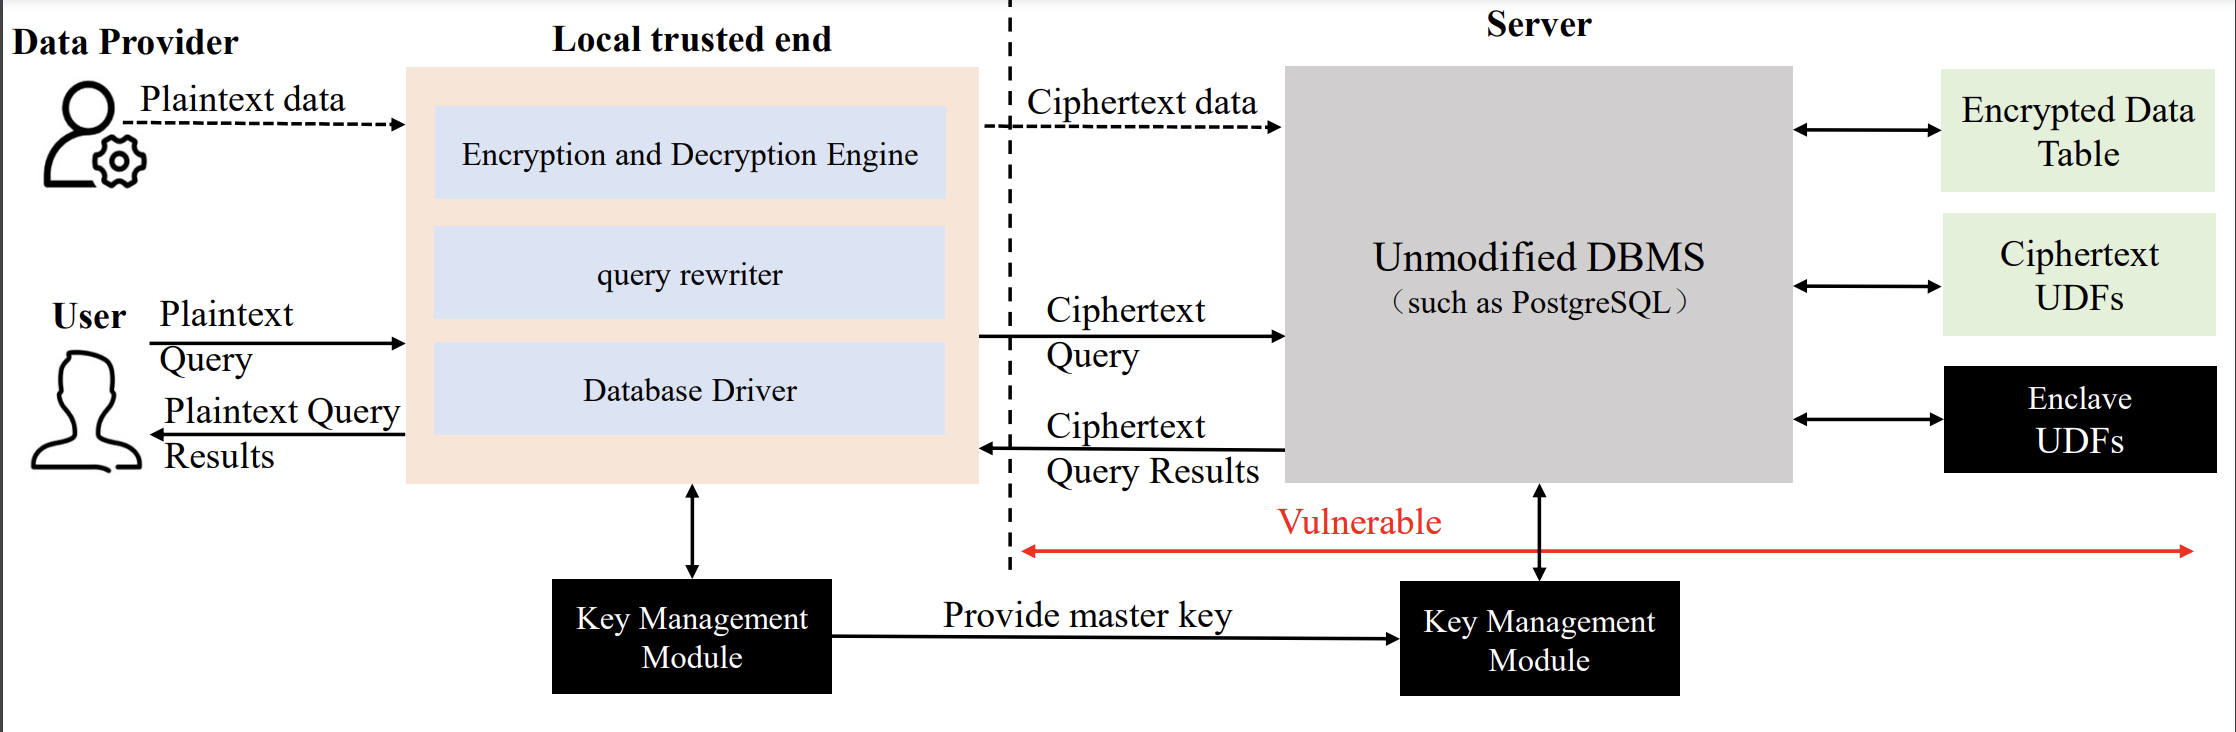 Data Provider
Local trusted end
Server
Plaintext data
Ciphertext data
Encryption and Decryption Engine
Encrypted Data
Table
query rewriter
Unmodified DBMS
（such as PostgreSQL）
Ciphertext
UDFs
User
Plaintext
Query
Ciphertext
Query
Database Driver
Plaintext Query
Results
Ciphertext
Query Results
Enclave
UDFs
Vulnerable
Key Management
Module
Provide master key
Key Management
Module